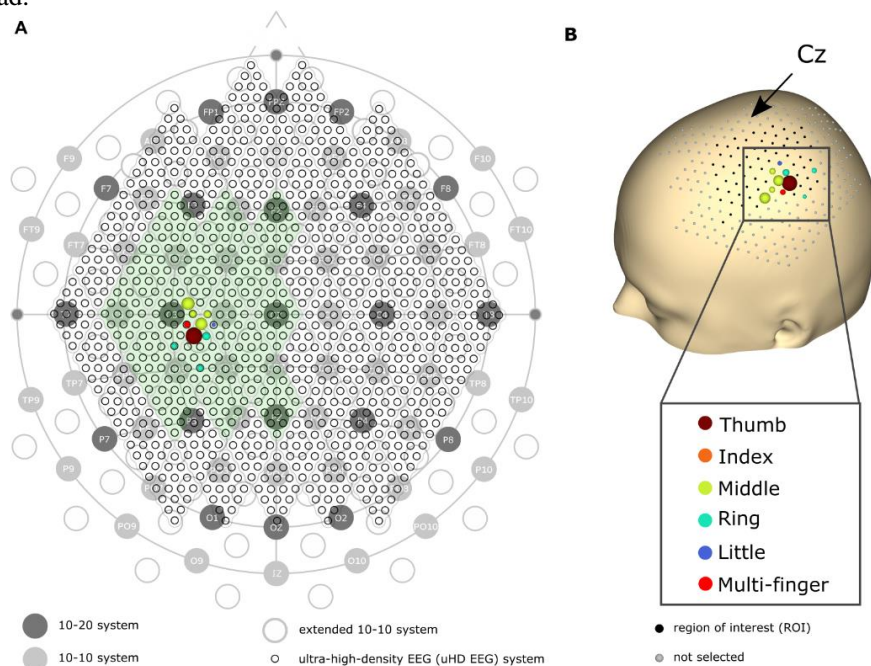 ad.
A
B
Cz
FP1
FPZ
FP2
F9
F10
F7
F8
FT9
FT7
FT8
FT10
TP9
TP7
TP8
TP10
P7
P8
P9
P10
PO9
O1
OZ
O2
PO10
O9
IZ
O10
Thumb
Index
Middle
Ring
Little
Multi-finger
10-20 system
extended 10-10 system
region of interest (ROI)
10-10 system
ultra-high-density EEG (uHD EEG) system
not selected